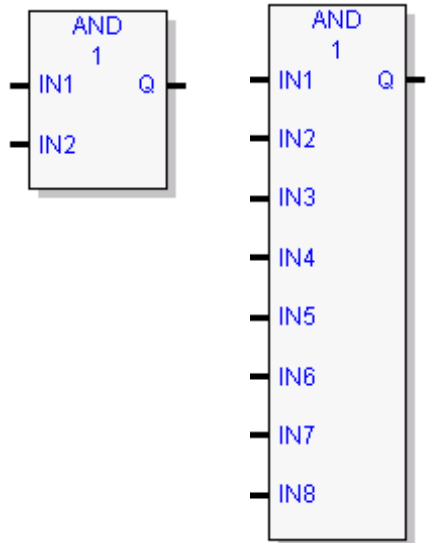 AND
1
IN1 Q
IN2
AND
1
IN1 Q
IN2
IN3
IN4
IN5
IN6
IN7
IN8